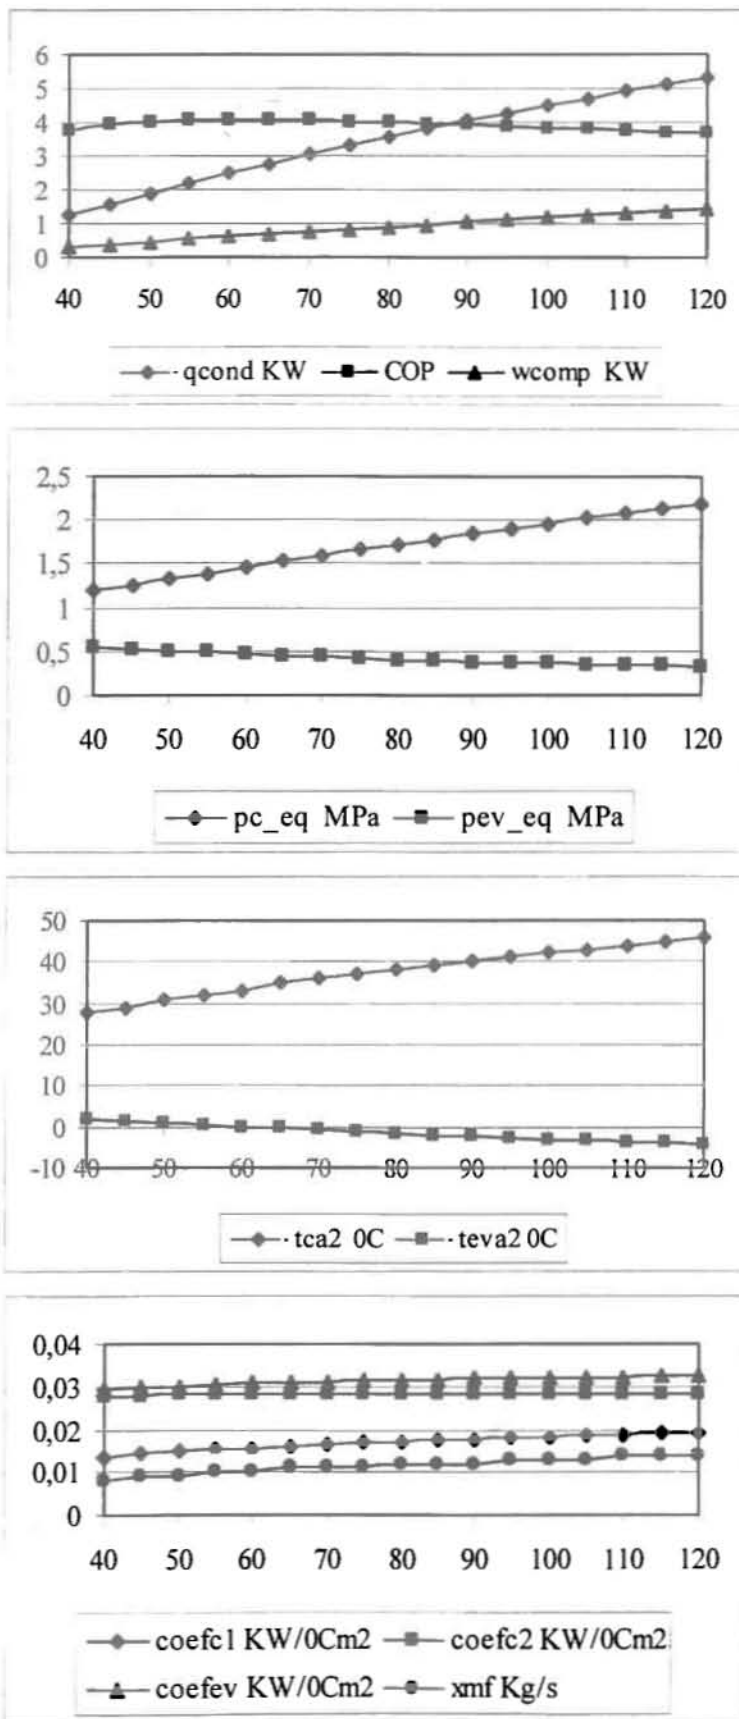 6
5
4
3
2
1
0
40 50 60 70 80 90 100 110 120
qcond KW COP wcomp KW
2,5
2
1,5
1
0,5
0
40 50 60 70 80 90 100 110 120
pc_eq MPa pev_eq MPa
50
40
30
20
10
0
-10
40 50 60 70 80 90 100 110 120
tca2 0C teva2 0C
0,04
0,03
0,02
0,01
0
40 50 60 70 80 90 100 110 120
coefc1 KW/0Cm2 coefc2 KW/0Cm2
coefev KW/0Cm2 xmf Kg/s